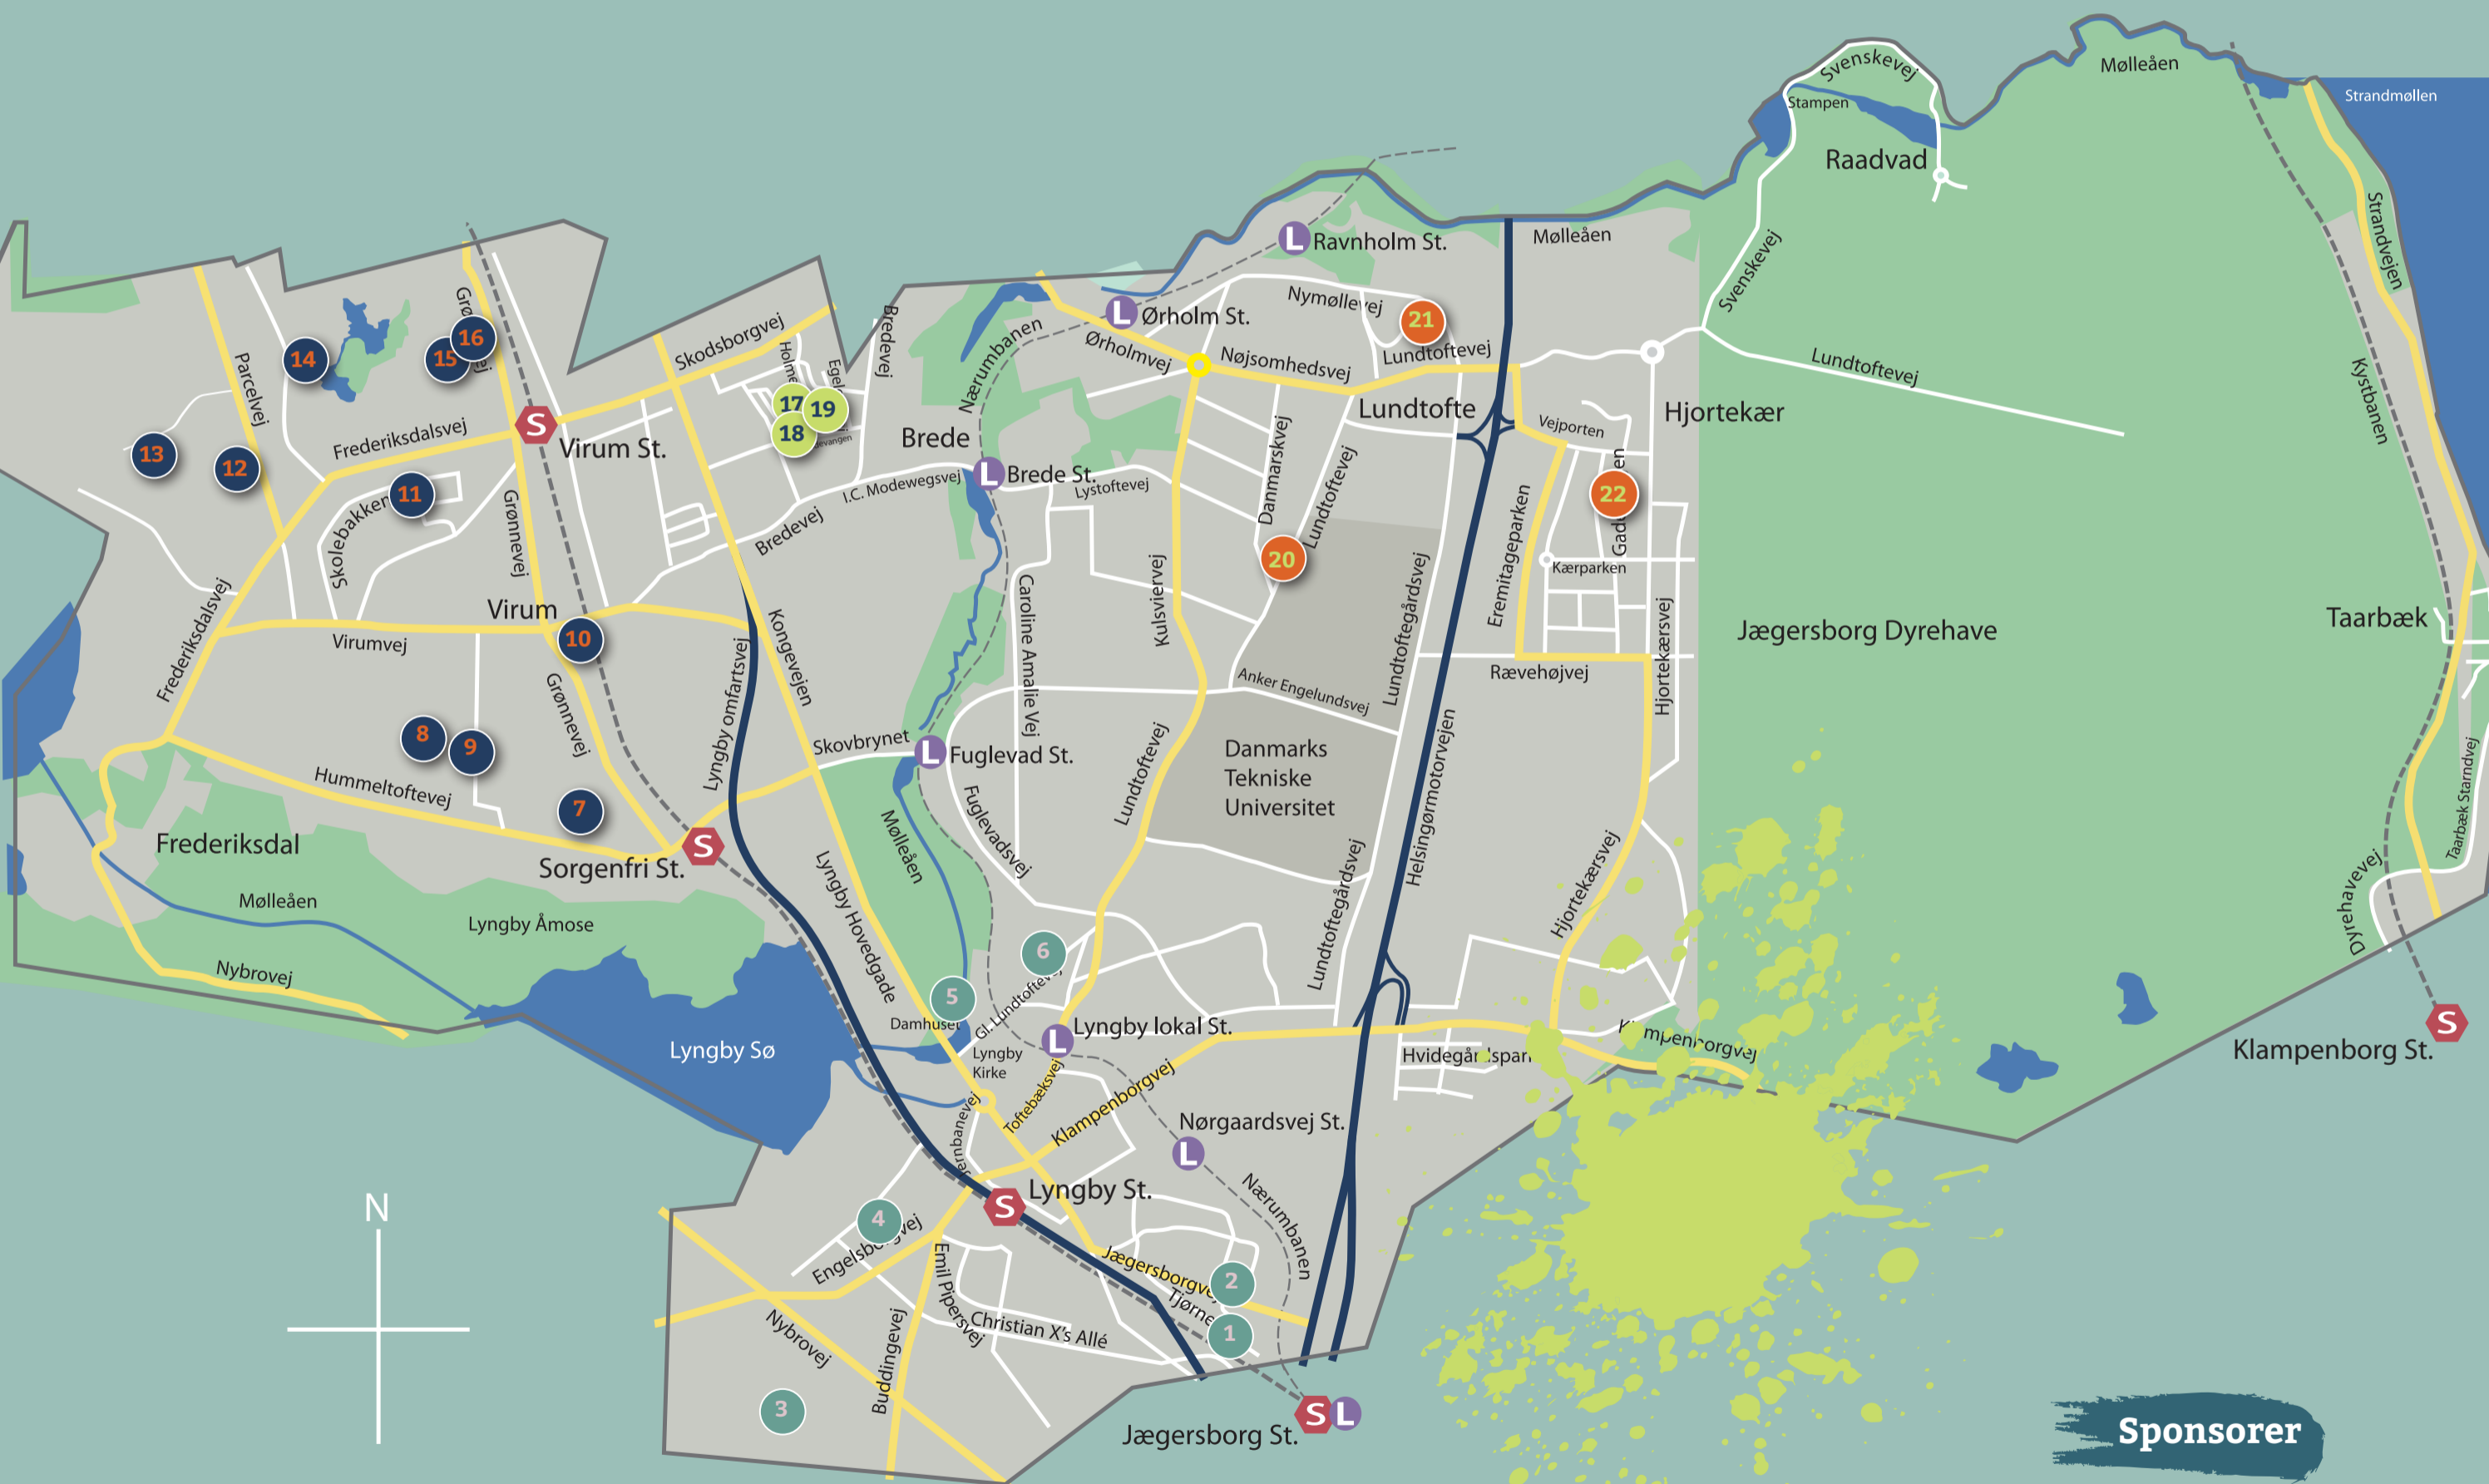 Svenskevej
Mølleåen
Stampen
Strandmøllen
Raadvad
Strandvejen
Ravnholm St.
Mølleåen
Svenskevej
L
Nymøllevej
L
Ørholm St.
21
Skodsborgvej
Bredevej
Nærumbanen
Ørholmvej
Nøjsomhedsvej
Lundtoftevej
Lundtoftevej
Kystbanen
16
15
14
Parcelvej
17
19
18
Lundtofte
Hjortekær
Vejporten
S
Virum St.
Frederiksdalsvej
Brede
13
12
11
L
Brede St.
I.C. Modewegsvej
Lystoftevej
Danmarksvej
Lundtoftevej
22
Skolebakken
Grønnevej
Bredevej
Eremitageparken
20
Kærparken
Kulsviervej
Lundtoftegårdsvej
Caroline Amalie Vej
Virum
10
Virumvej
Frederiksdalsvej
Kongevejen
Lyngby omfartsvej
Hjortekærsvej
Jægersborg Dyrehave
Taarbæk
Rævehøjvej
Anker Engelundsvej
Grønnevej
8
9
Skovbrynet
L
Fuglevad St.
Danmarks
Tekniske
Universitet
Lundtoftevej
Helsingørmotorvejen
Hummeltoftevej
7
Fuglevadsvej
Mølleåen
Taarbæk Starndvej
Frederiksdal
S
Sorgenfri St.
Hjortekærsvej
Lundtoftegårdsvej
Dyrehavevej
Mølleåen
Lyngby Åmose
Lyngby Hovedgade
6
Nybrovej
5
Damhuset
L
Lyngby lokal St.
S
Klampenborg St.
Lyngby Sø
Lyngby
Kirke
Toftebæksvej
Klampenborgvej
Nørgaardsvej St.
L
N
Lyngby St.
S
Nærumbanen
4
Emil Pipersvej
Jægersborgvej
2
Christian X's Allé
1
Nybrovej
Buddingevej
3
S L
Jægersborg St.
Sponsorer